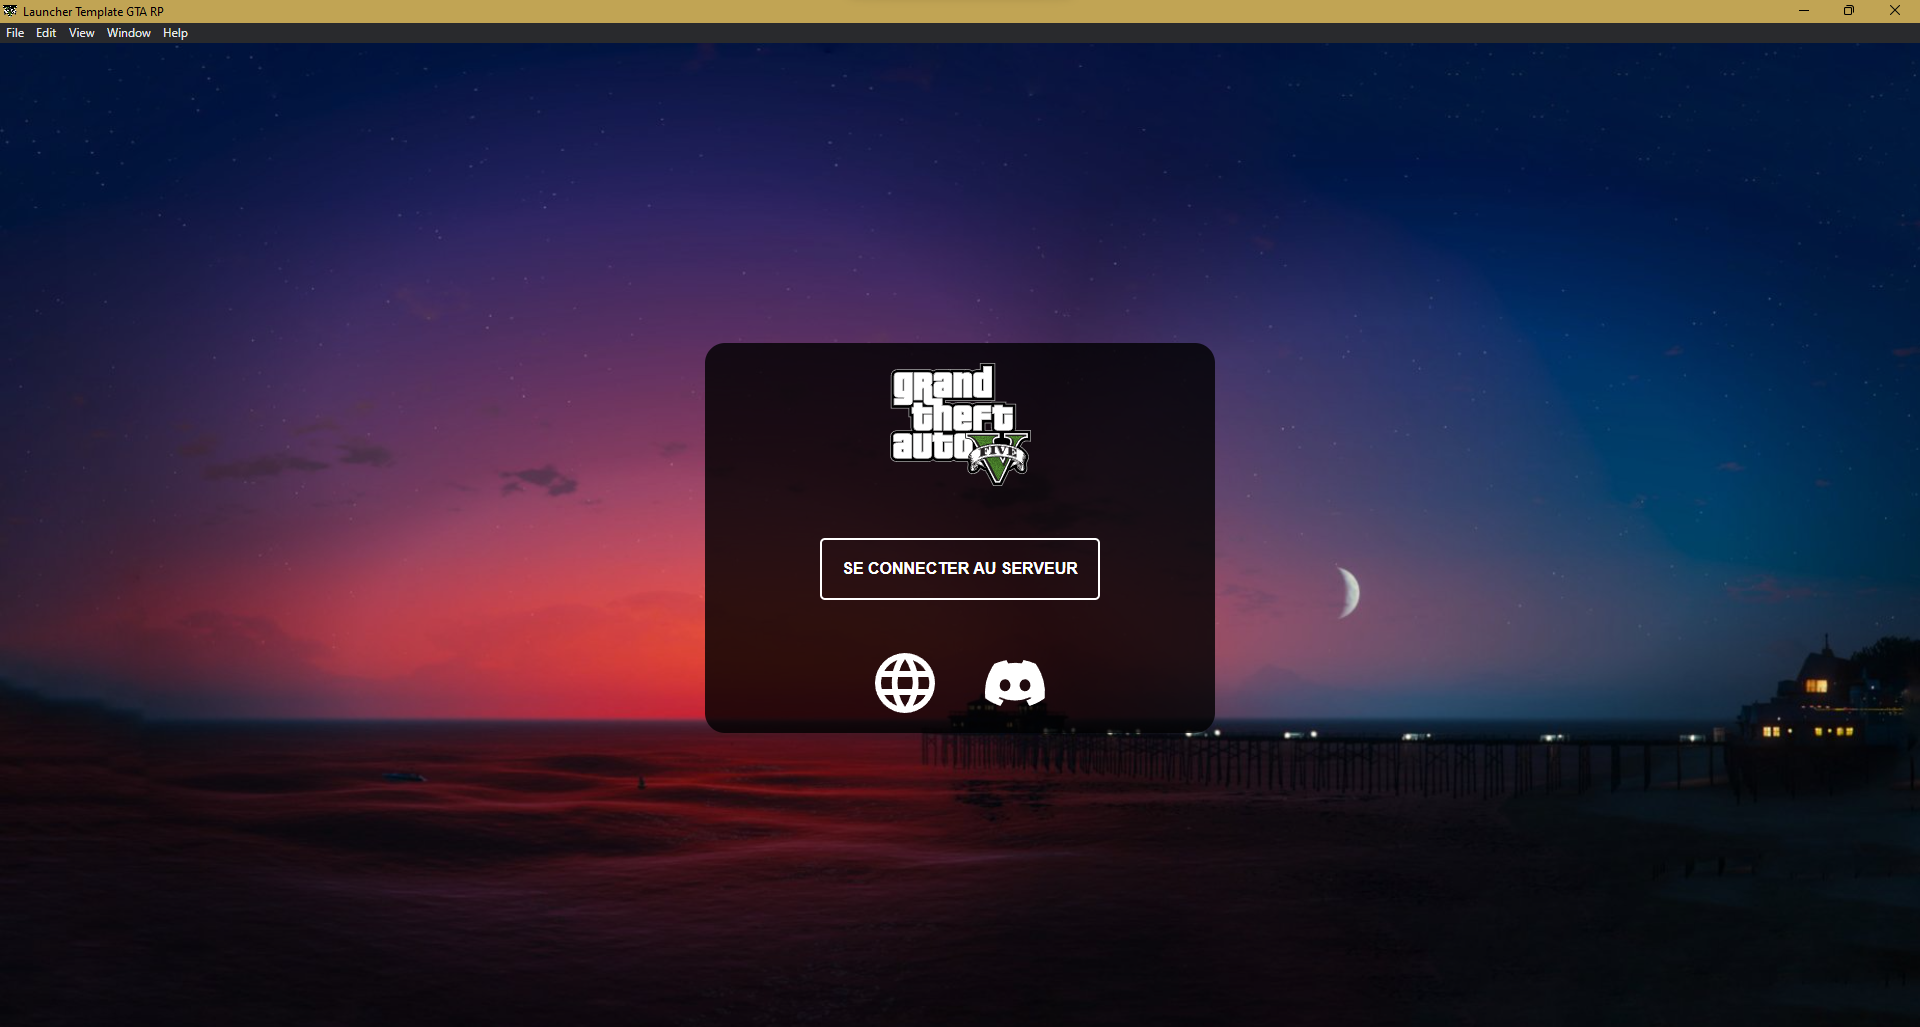 Launcher Template GTA RP
File Edit View Window Help
grand
theft
auto V
FIVE
SE CONNECTER AU SERVEUR